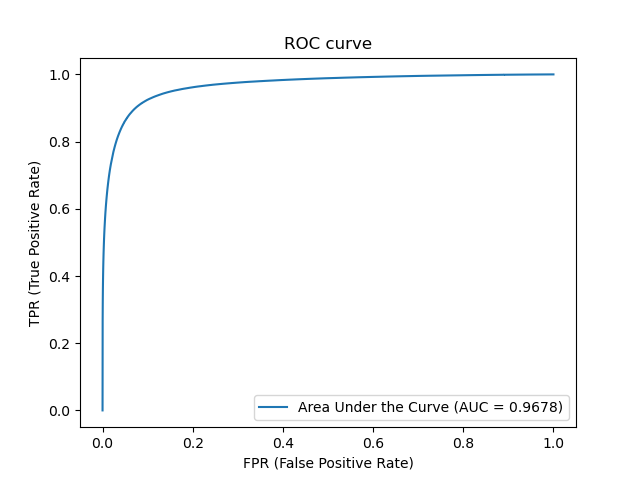 ROC curve
1.0
0.8
0.6
0.4
0.2
0.0
TPR (True Positive Rate)
Area Under the Curve (AUC = 0.9678)
0.0 0.2 0.4 0.6 0.8 1.0
FPR (False Positive Rate)